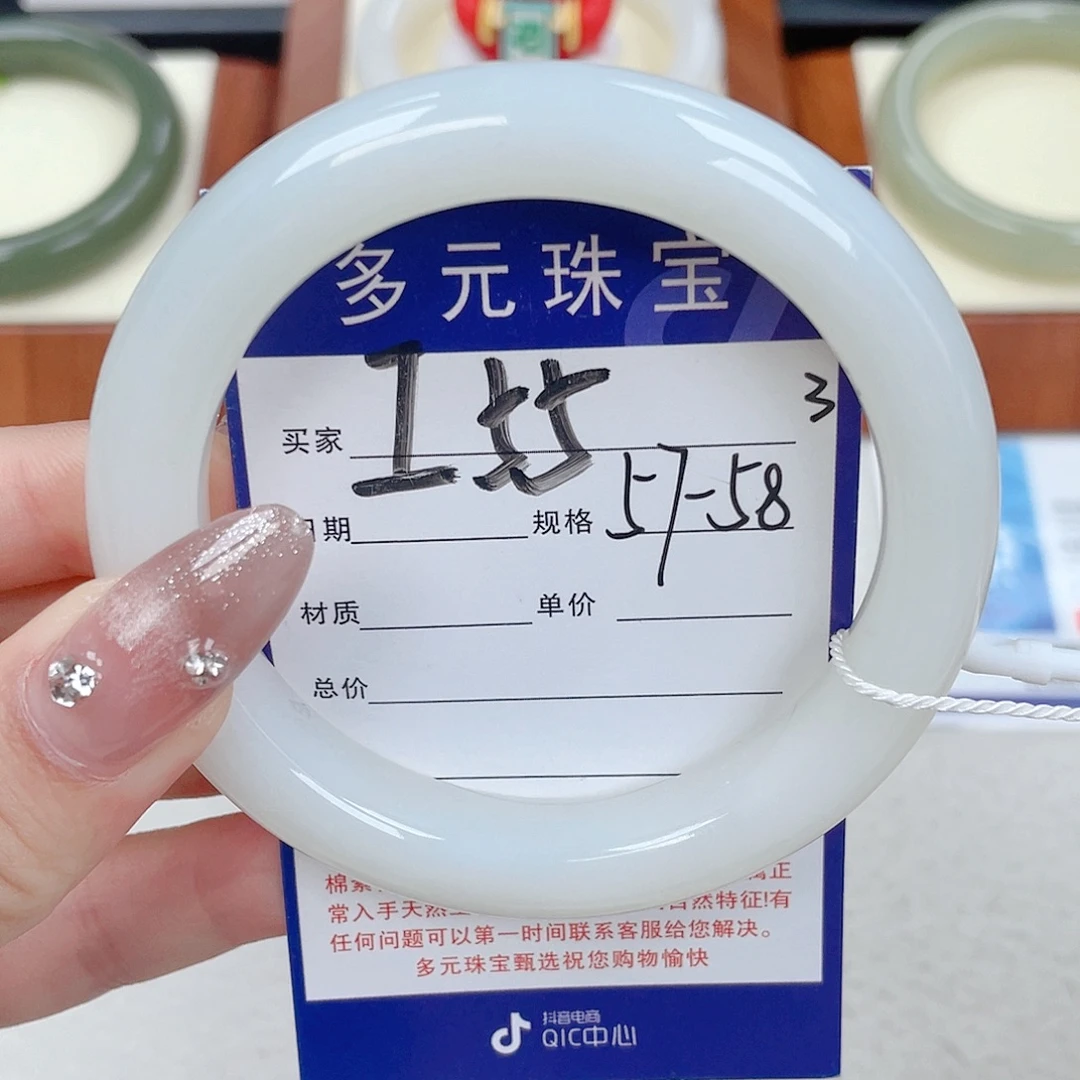 多元珠宝
买家 I 55 3
日期 规格 57-58
材质 单价
总价
常入手天然 自然特征!有
任何问题可以第一时间联系客服给您解决。
多元珠宝甄选祝您购物愉快
抖音电商
QIC中心